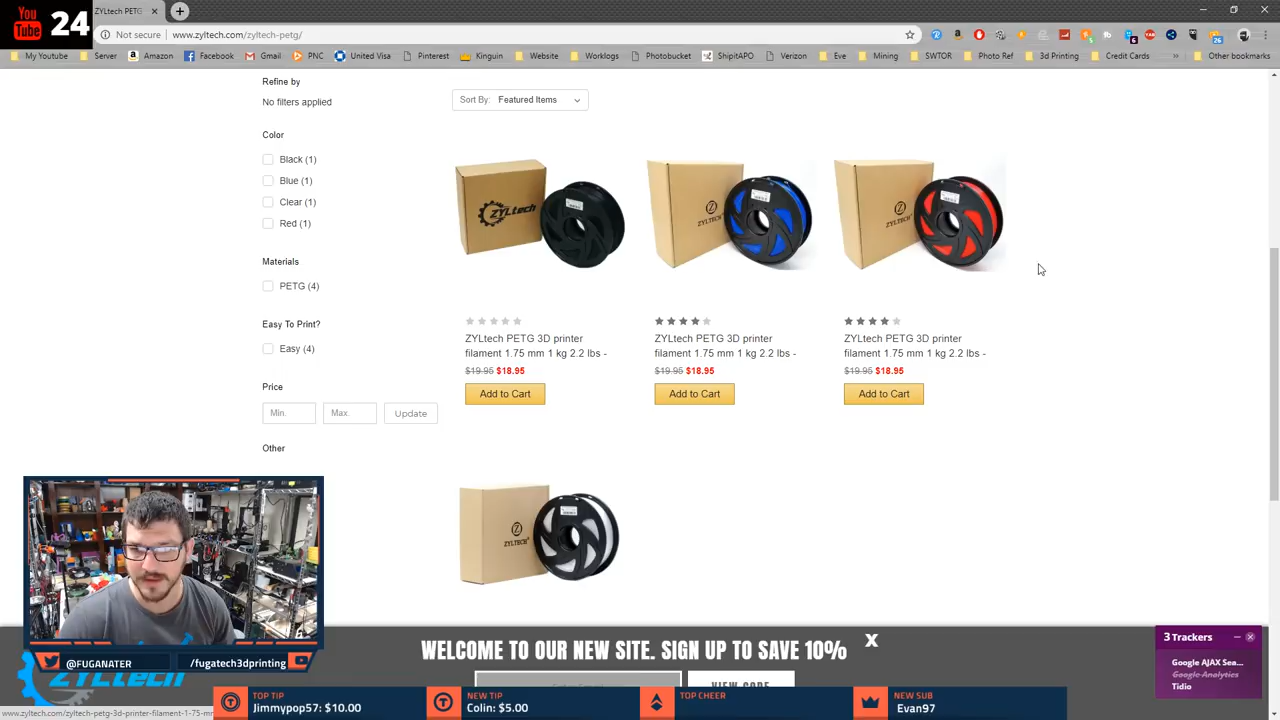 You Tube 24
ZYLtech PETG
Not secure www.zyltech.com/zyltech-petg/
My Youtube Server Amazon Facebook Gmail PNC United Visa Pinterest Kinguin Website Worklogs Photobucket ShipitAPO Verizon Eve Mining SWTOR Photo Ref 3d Printing Credit Cards Other bookmarks
Refine by
No filters applied
Sort By: Featured Items
Color
Black (1)
Blue (1)
Clear (1)
Red (1)
Materials
PETG (4)
Easy To Print?
Easy (4)
Price
Min. Max. Update
Other
ZYLTECH
ZYLTECH
ZYLTECH
ZYLtech PETG 3D printer
filament 1.75 mm 1 kg 2.2 lbs -
$19.95 $18.95
Add to Cart
ZYLtech PETG 3D printer
filament 1.75 mm 1 kg 2.2 lbs -
$19.95 $18.95
Add to Cart
ZYLtech PETG 3D printer
filament 1.75 mm 1 kg 2.2 lbs -
$19.95 $18.95
Add to Cart
ZYLTECH
WELCOME TO OUR NEW SITE. SIGN UP TO SAVE 10% X
VIEW CODE
3 Trackers
Google AJAX Sea...
Google Analytics
Tidio
@FUGANATER /fugatech3dprinting
ZYLtech
TOP TIP
Jimmypop57: $10.00
NEW TIP
Colin: $5.00
TOP CHEER
NEW SUB
Evan97
www.zyltech.com/zyltech-petg-3d-printer-filament-1-75-m